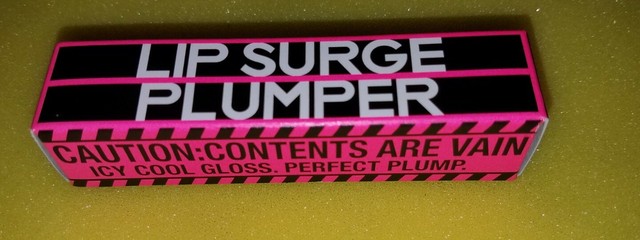 LIP SURGE
PLUMPER
CAUTION:CONTENTS ARE VAIN
ICY COOL GLOSS. PERFECT PLUMP.